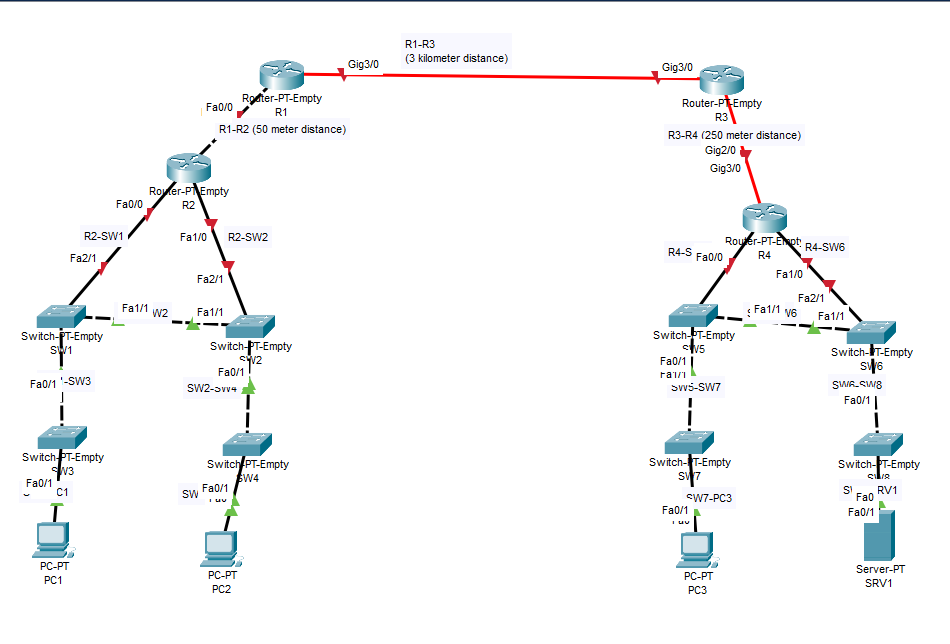 R1-R3
(3 kilometer distance)
Gig3/0
Gig3/0
Router-PT-Empty
R1
Router-PT-Empty
R3
Fa0/0
R1-R2 (50 meter distance)
R3-R4 (250 meter distance)
Gig2/0
Gig3/0
Router-PT-Empty
R2
Fa0/0
R2-SW1
Fa1/0
R2-SW2
Fa2/1
Fa2/1
Router-PT-Empty
R4
R4-S
Fa0/0
R4-SW6
Fa1/0
Fa2/1
Fa1/1
W2
Fa1/1
Switch-PT-Empty
SW1
Switch-PT-Empty
SW2
Fa1/1
Fa1/1
Switch-PT-Empty
SW5
Switch-PT-Empty
SW6
Fa0/1
-SW3
Fa0/1
SW2-SW4
Fa0/1
Fa1/1
SW5-SW7
SW6-SW8
Fa0/1
Switch-PT-Empty
SW3
Switch-PT-Empty
SW4
Switch-PT-Empty
SW7
Switch-PT-Empty
SW8
Fa0/1
C1
SW
Fa0/1
Fa0
SW7-PC3
Fa0/1
Fa0
RV1
Fa0
Fa0/1
PC-PT
PC1
PC-PT
PC2
PC-PT
PC3
Server-PT
SRV1